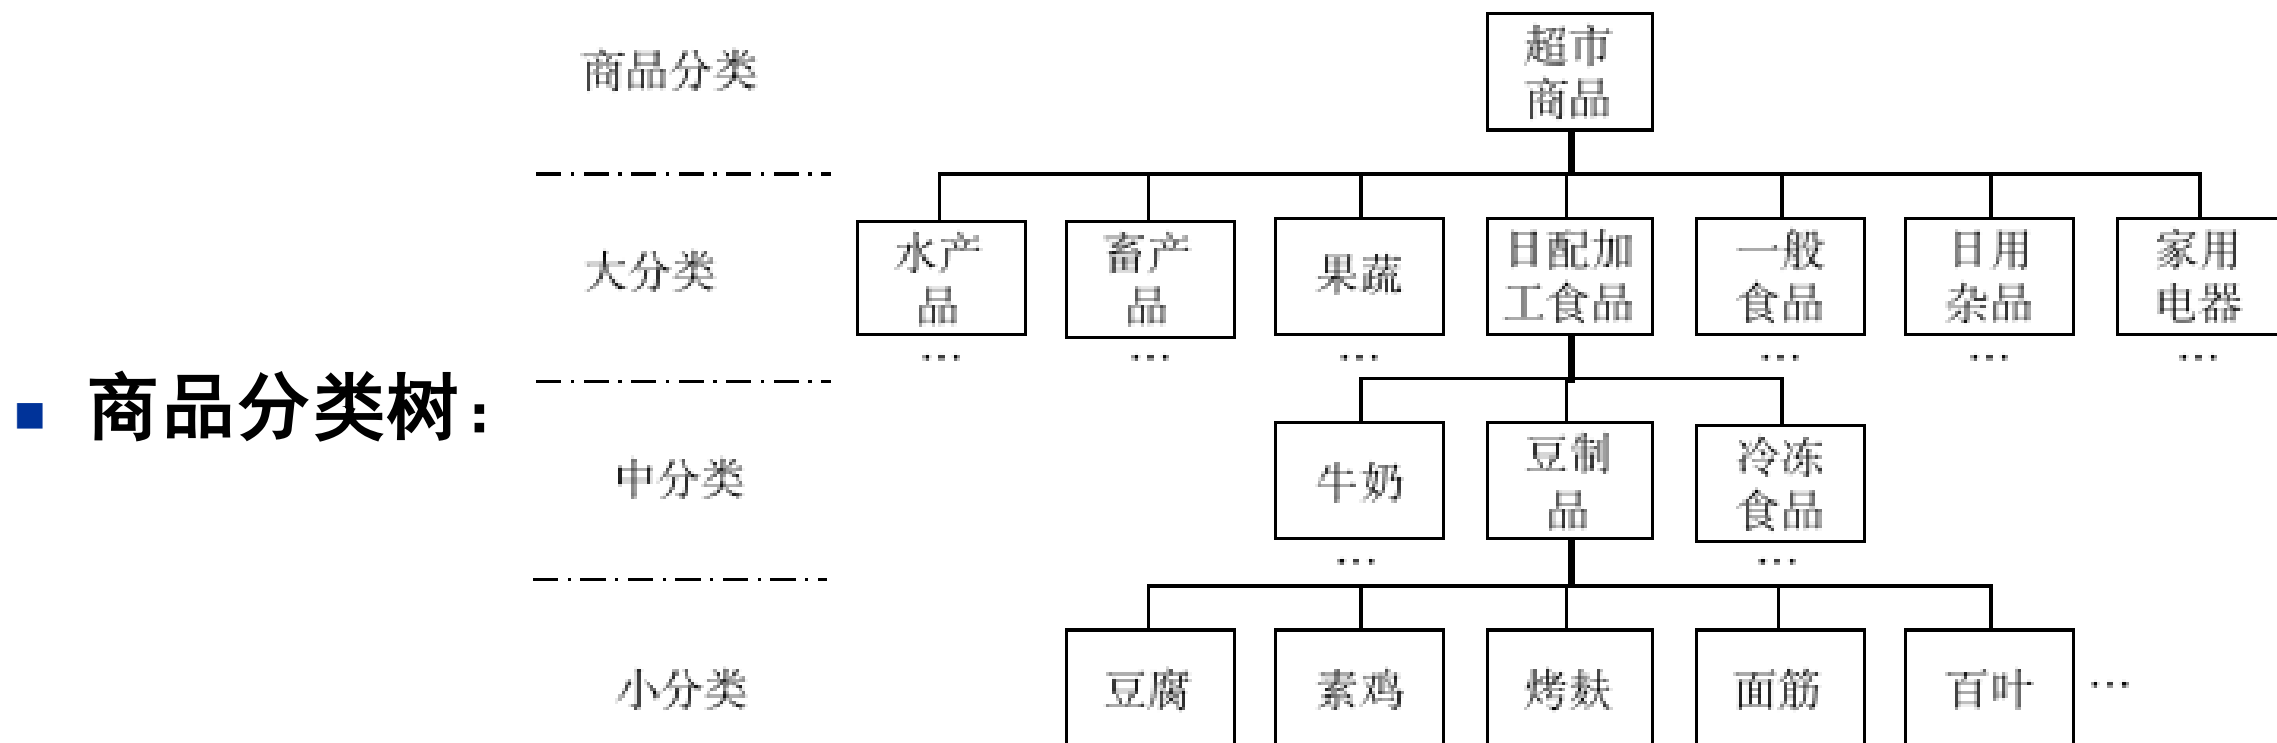 商品分类
超市
商品
大分类
水产
品
畜产
品
果蔬
日配加
工食品
一般
食品
日用
杂品
家用
电器
… … … … … …
■ 商品分类树：
中分类
牛奶
豆制
品
冷冻
食品
… …
小分类
豆腐
素鸡
烤麸
面筋
百叶
…